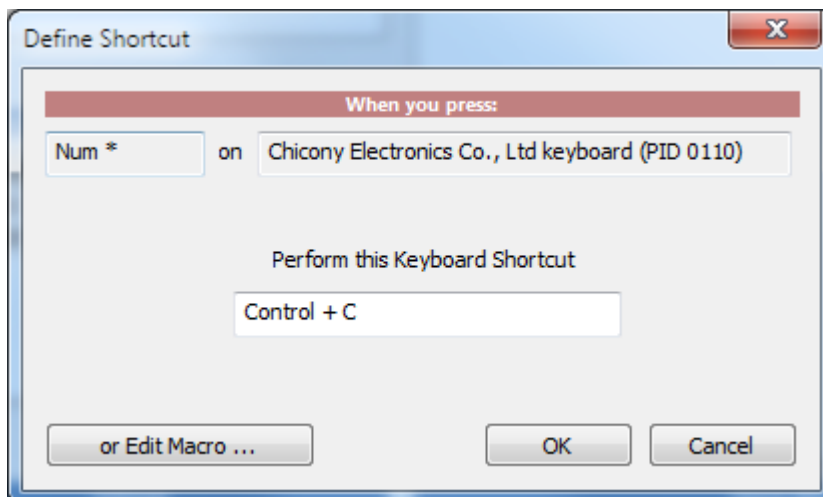 Define Shortcut
When you press:
Num * on Chicony Electronics Co., Ltd keyboard (PID 0110)
Perform this Keyboard Shortcut
Control + C
or Edit Macro ... OK Cancel